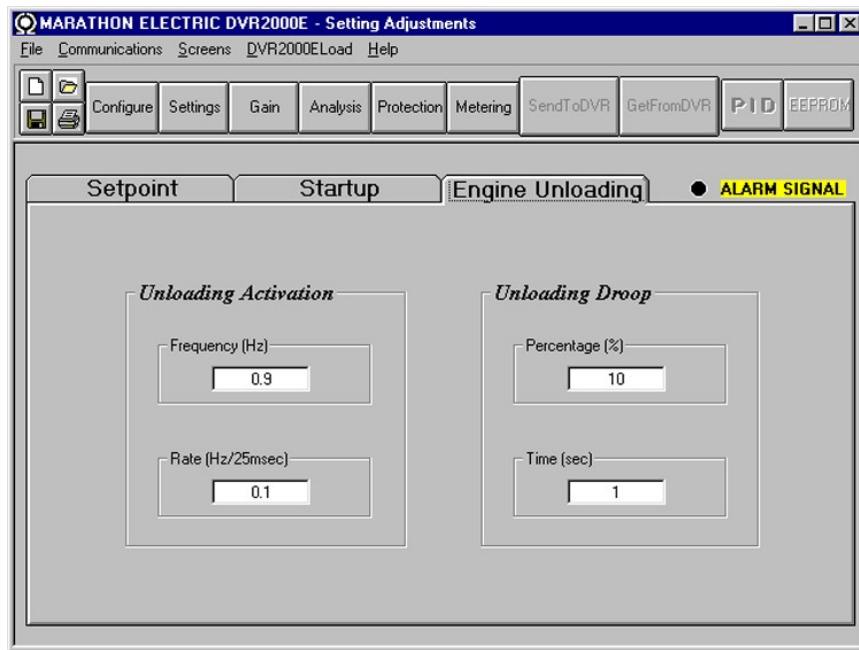 MARATHON ELECTRIC DVR2000E - Setting Adjustments
File Communications Screens DVR2000ELoad Help
Configure Settings Gain Analysis Protection Metering SendToDVR GetFromDVR PID EEPROM
Setpoint Startup Engine Unloading ALARM SIGNAL
Unloading Activation
Frequency (Hz)
0.9
Rate (Hz/25msec)
0.1
Unloading Droop
Percentage (%)
10
Time (sec)
1